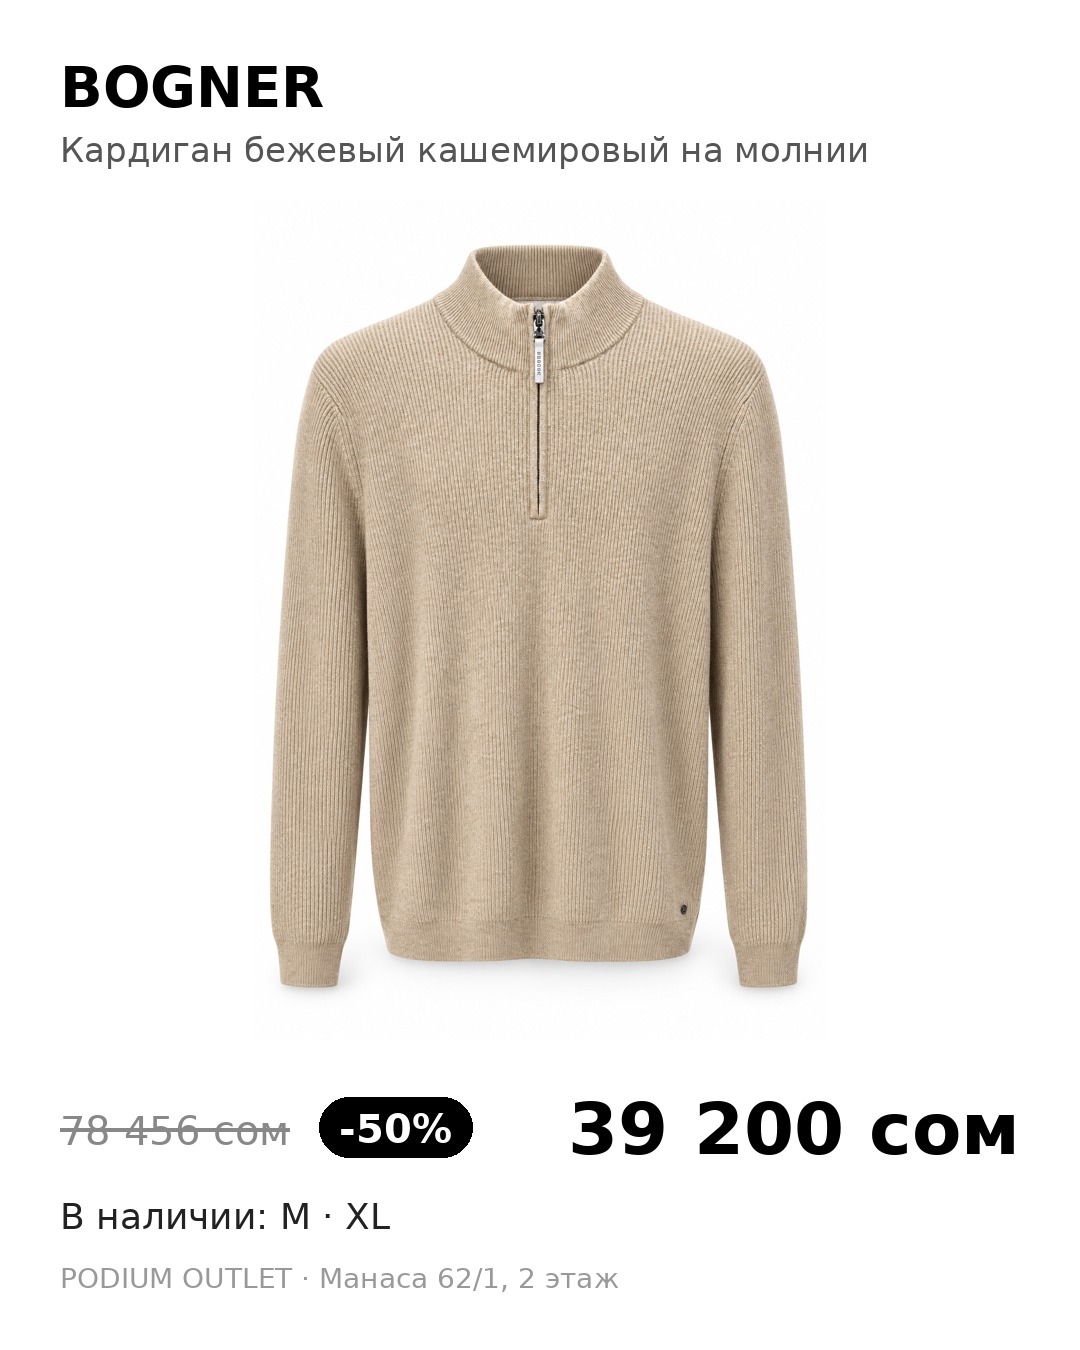 BOGNER
Кардиган бежевый кашемировый на молнии
78 456 сом -50% 39 200 сом
В наличии: M · XL
PODIUM OUTLET · Манаса 62/1, 2 этаж